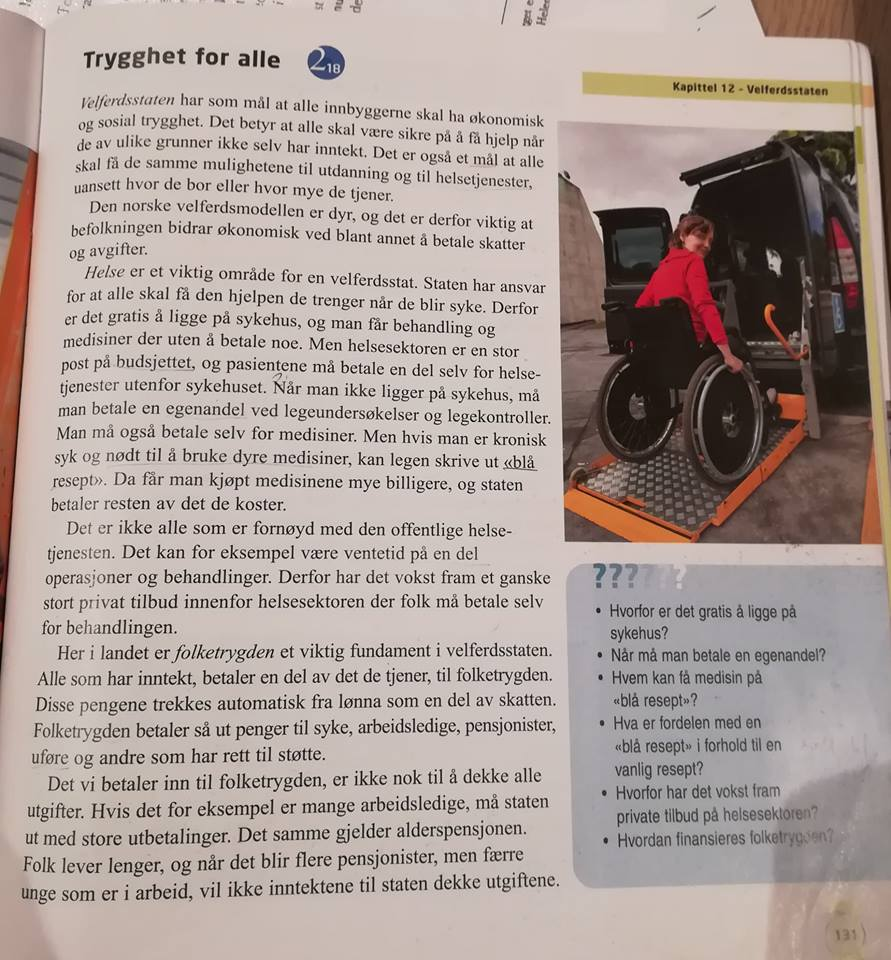 Trygghet for alle 2 18
Kapittel 12 – Velferdsstaten
Velferdsstaten har som mål at alle innbyggerne skal ha økonomisk
og sosial trygghet. Det betyr at alle skal være sikre på å få hjelp når
de av ulike grunner ikke selv har inntekt. Det er også et mål at alle
skal få de samme mulighetene til utdanning og til helsetjenester,
uansett hvor de bor eller hvor mye de tjener.
Den norske velferdsmodellen er dyr, og det er derfor viktig at
befolkningen bidrar økonomisk ved blant annet å betale skatter
og avgifter.
Helse er et viktig område for en velferdsstat. Staten har ansvar
for at alle skal få den hjelpen de trenger når de blir syke. Derfor
er det gratis å ligge på sykehus, og man får behandling og
medisiner der uten å betale noe. Men helsesektoren er en stor
post på budsjettet, og pasientene må betale en del selv for helse-
tjenester utenfor sykehuset. Når man ikke ligger på sykehus, må
man betale en egenandel ved legeundersøkelser og legekontroller.
Man må også betale selv for medisiner. Men hvis man er kronisk
syk og nødt til å bruke dyre medisiner, kan legen skrive ut «blå
resept». Da får man kjøpt medisinene mye billigere, og staten
betaler resten av det de koster.
Det er ikke alle som er fornøyd med den offentlige helse-
tjenesten. Det kan for eksempel være ventetid på en del
operasjoner og behandlinger. Derfor har det vokst fram et ganske
stort privat tilbud innenfor helsesektoren der folk må betale selv
for behandlingen.
Her i landet er folketrygden et viktig fundament i velferdsstaten.
Alle som har inntekt, betaler en del av det de tjener, til folketrygden.
Disse pengene trekkes automatisk fra lønna som en del av skatten.
Folketrygden betaler så ut penger til syke, arbeidsledige, pensjonister,
uføre og andre som har rett til støtte.
Det vi betaler inn til folketrygden, er ikke nok til å dekke alle
utgifter. Hvis det for eksempel er mange arbeidsledige, må staten
ut med store utbetalinger. Det samme gjelder alderspensjonen.
Folk lever lenger, og når det blir flere pensjonister, men færre
unge som er i arbeid, vil ikke inntektene til staten dekke utgiftene.
??????
• Hvorfor er det gratis å ligge på
sykehus?
• Når må man betale en egenandel?
• Hvem kan få medisin på
«blå resept»?
• Hva er fordelen med en
«blå resept» i forhold til en
vanlig resept?
• Hvorfor har det vokst fram
private tilbud på helsesektoren?
• Hvordan finansieres folketrygden?
131